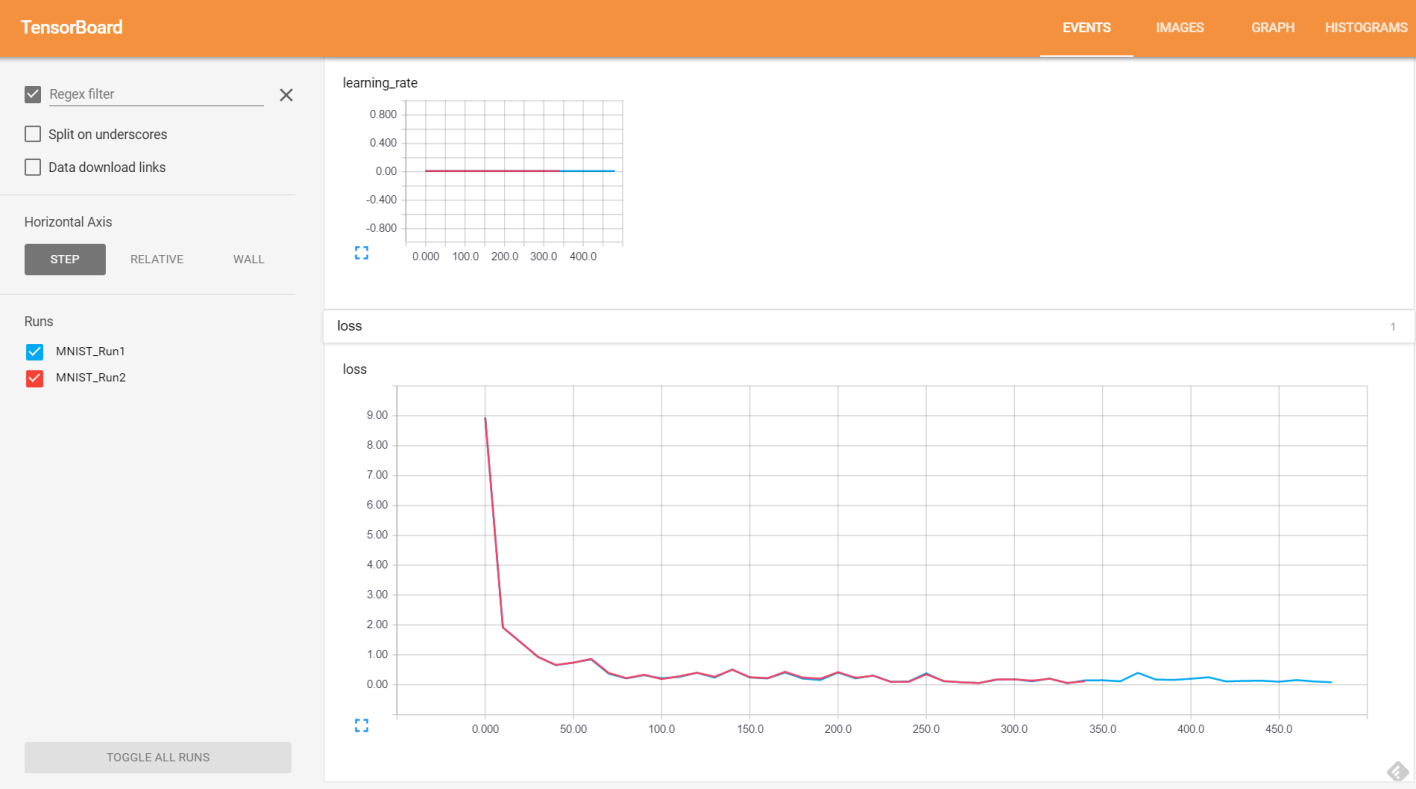 TensorBoard
EVENTS IMAGES GRAPH HISTOGRAMS
Regex filter
Split on underscores
Data download links
Horizontal Axis
STEP RELATIVE WALL
Runs
MNIST_Run1
MNIST_Run2
TOGGLE ALL RUNS
learning_rate
0.800
0.400
0.00
-0.400
-0.800
0.000 100.0 200.0 300.0 400.0
loss 1
loss
9.00
8.00
7.00
6.00
5.00
4.00
3.00
2.00
1.00
0.00
0.000 50.00 100.0 150.0 200.0 250.0 300.0 350.0 400.0 450.0